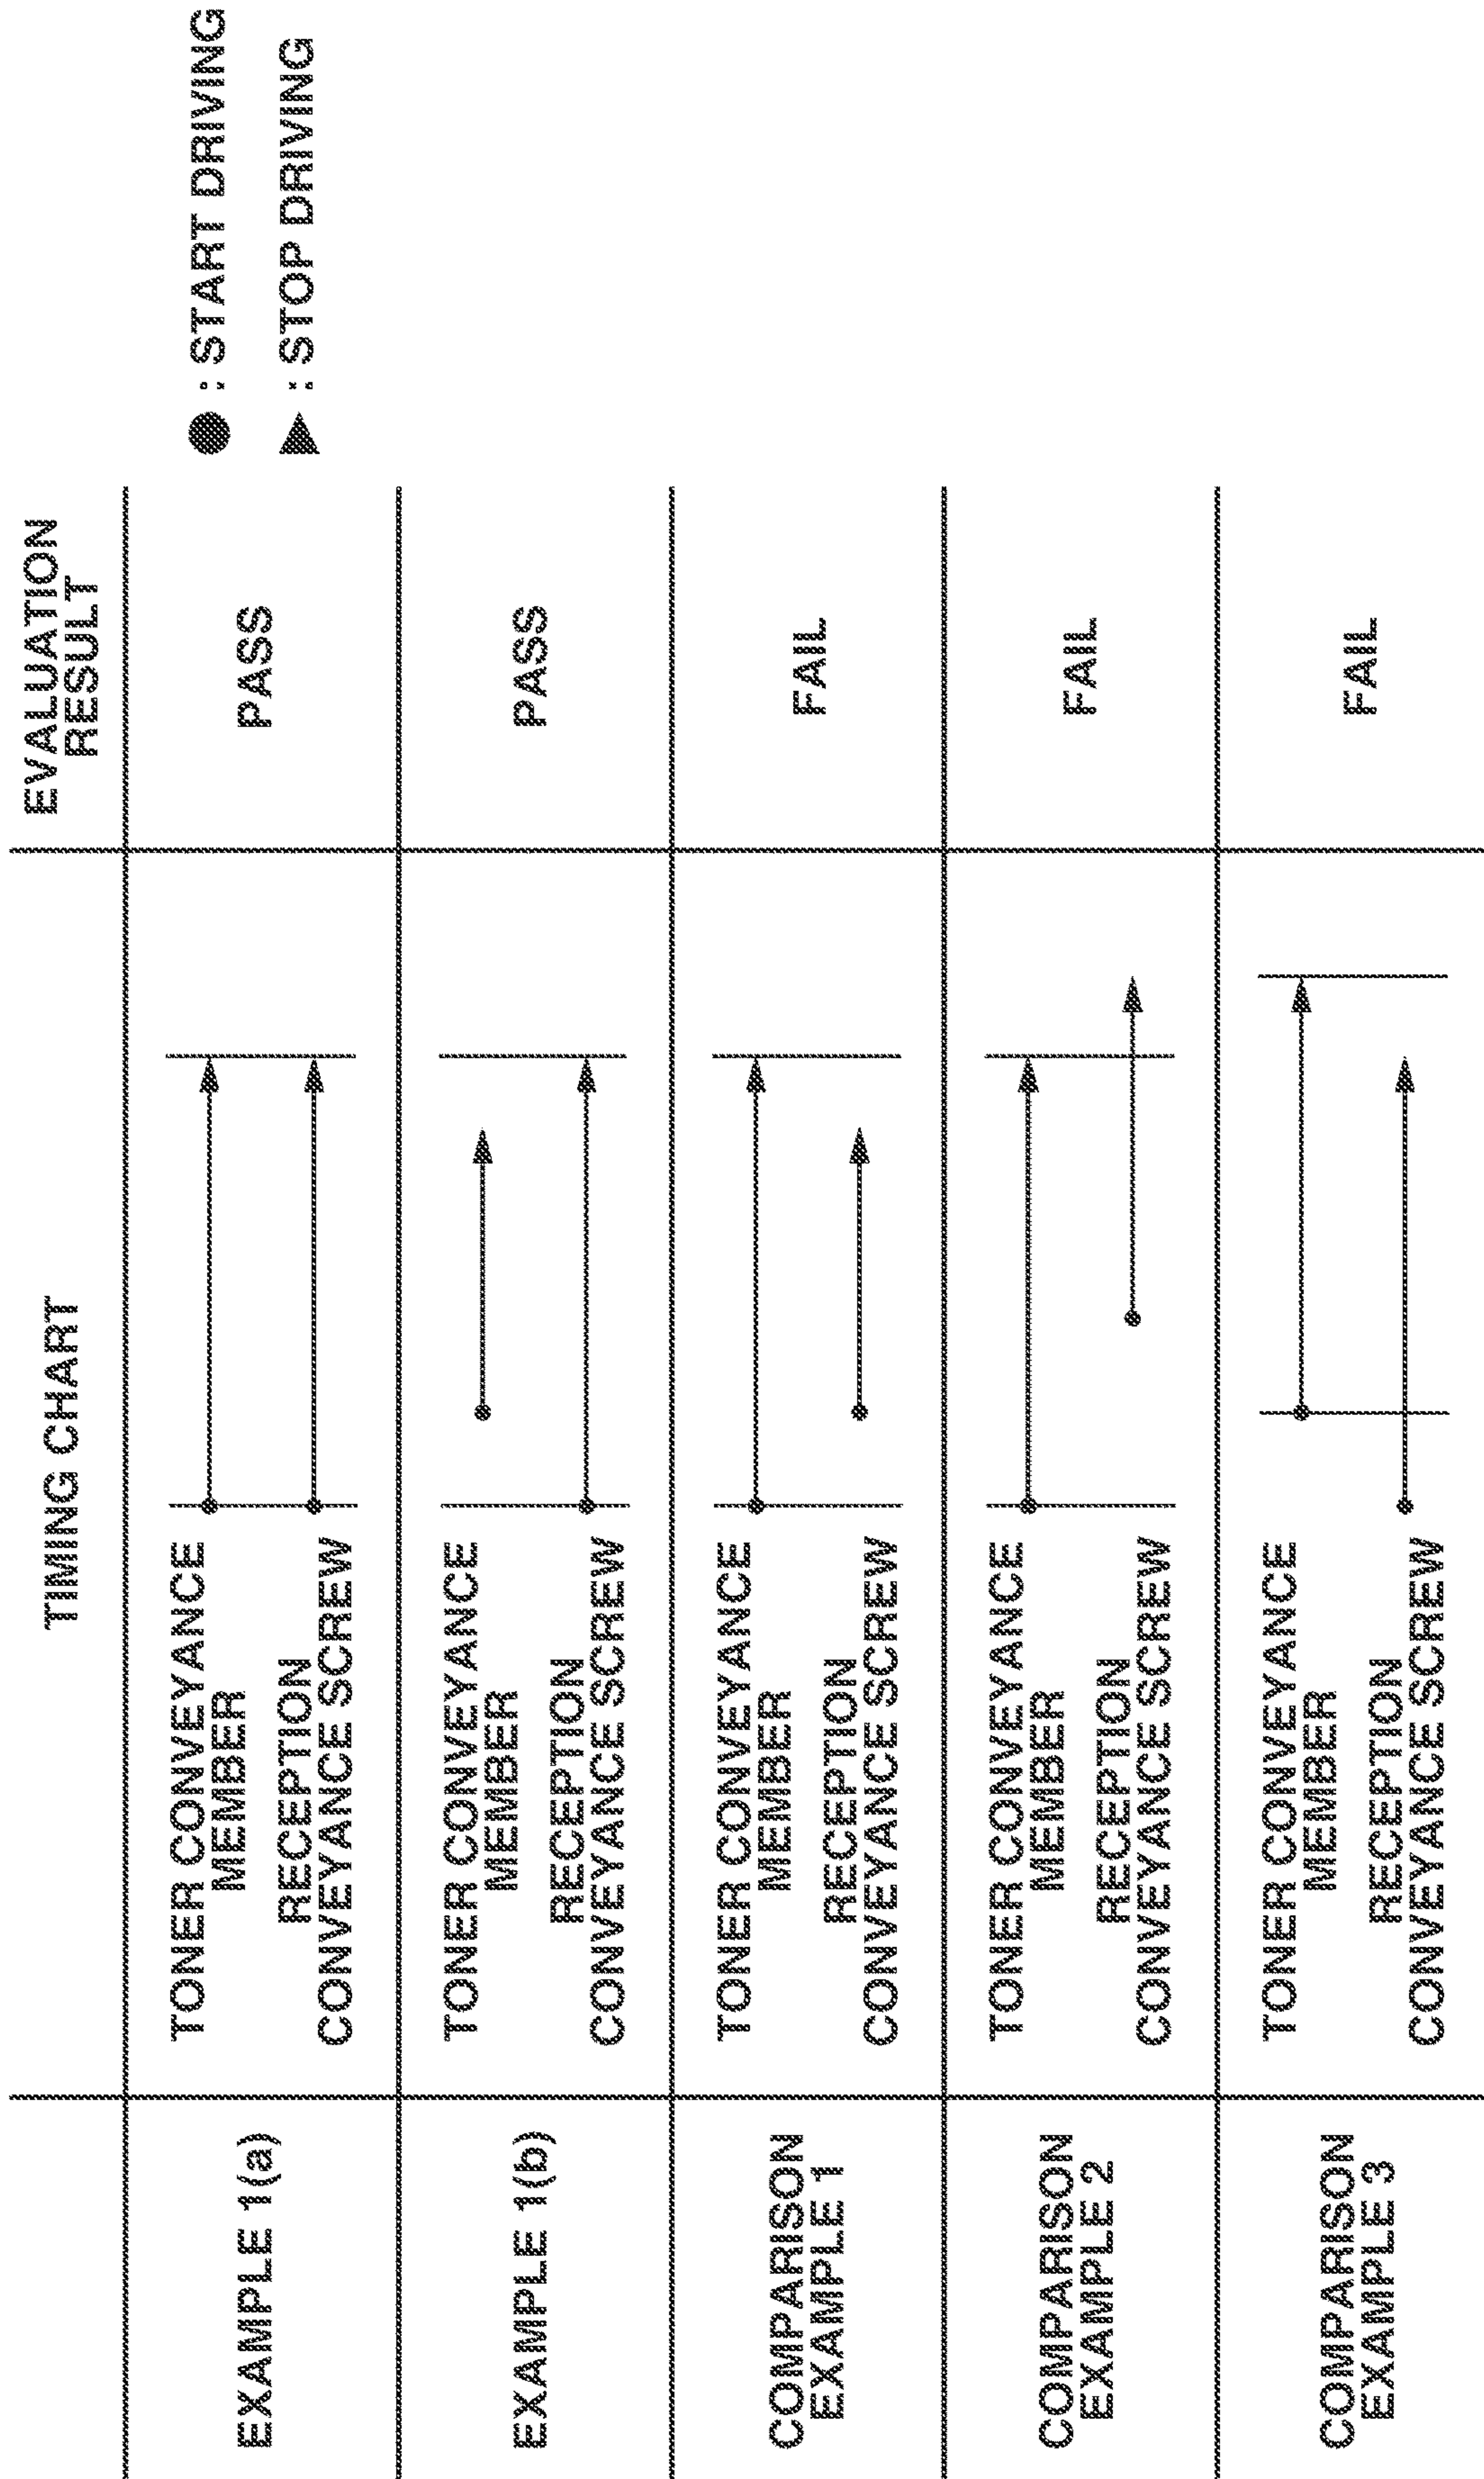 TIMING CHART
EVALUATION
RESULT
EXAMPLE 1(a)
TONER CONVEYANCE
MEMBER
RECEPTION
CONVEYANCE SCREW
PASS
● : START DRIVING
▲ : STOP DRIVING
EXAMPLE 1(b)
TONER CONVEYANCE
MEMBER
RECEPTION
CONVEYANCE SCREW
PASS
COMPARISON
EXAMPLE 1
TONER CONVEYANCE
MEMBER
RECEPTION
CONVEYANCE SCREW
FAIL
COMPARISON
EXAMPLE 2
TONER CONVEYANCE
MEMBER
RECEPTION
CONVEYANCE SCREW
FAIL
COMPARISON
EXAMPLE 3
TONER CONVEYANCE
MEMBER
RECEPTION
CONVEYANCE SCREW
FAIL